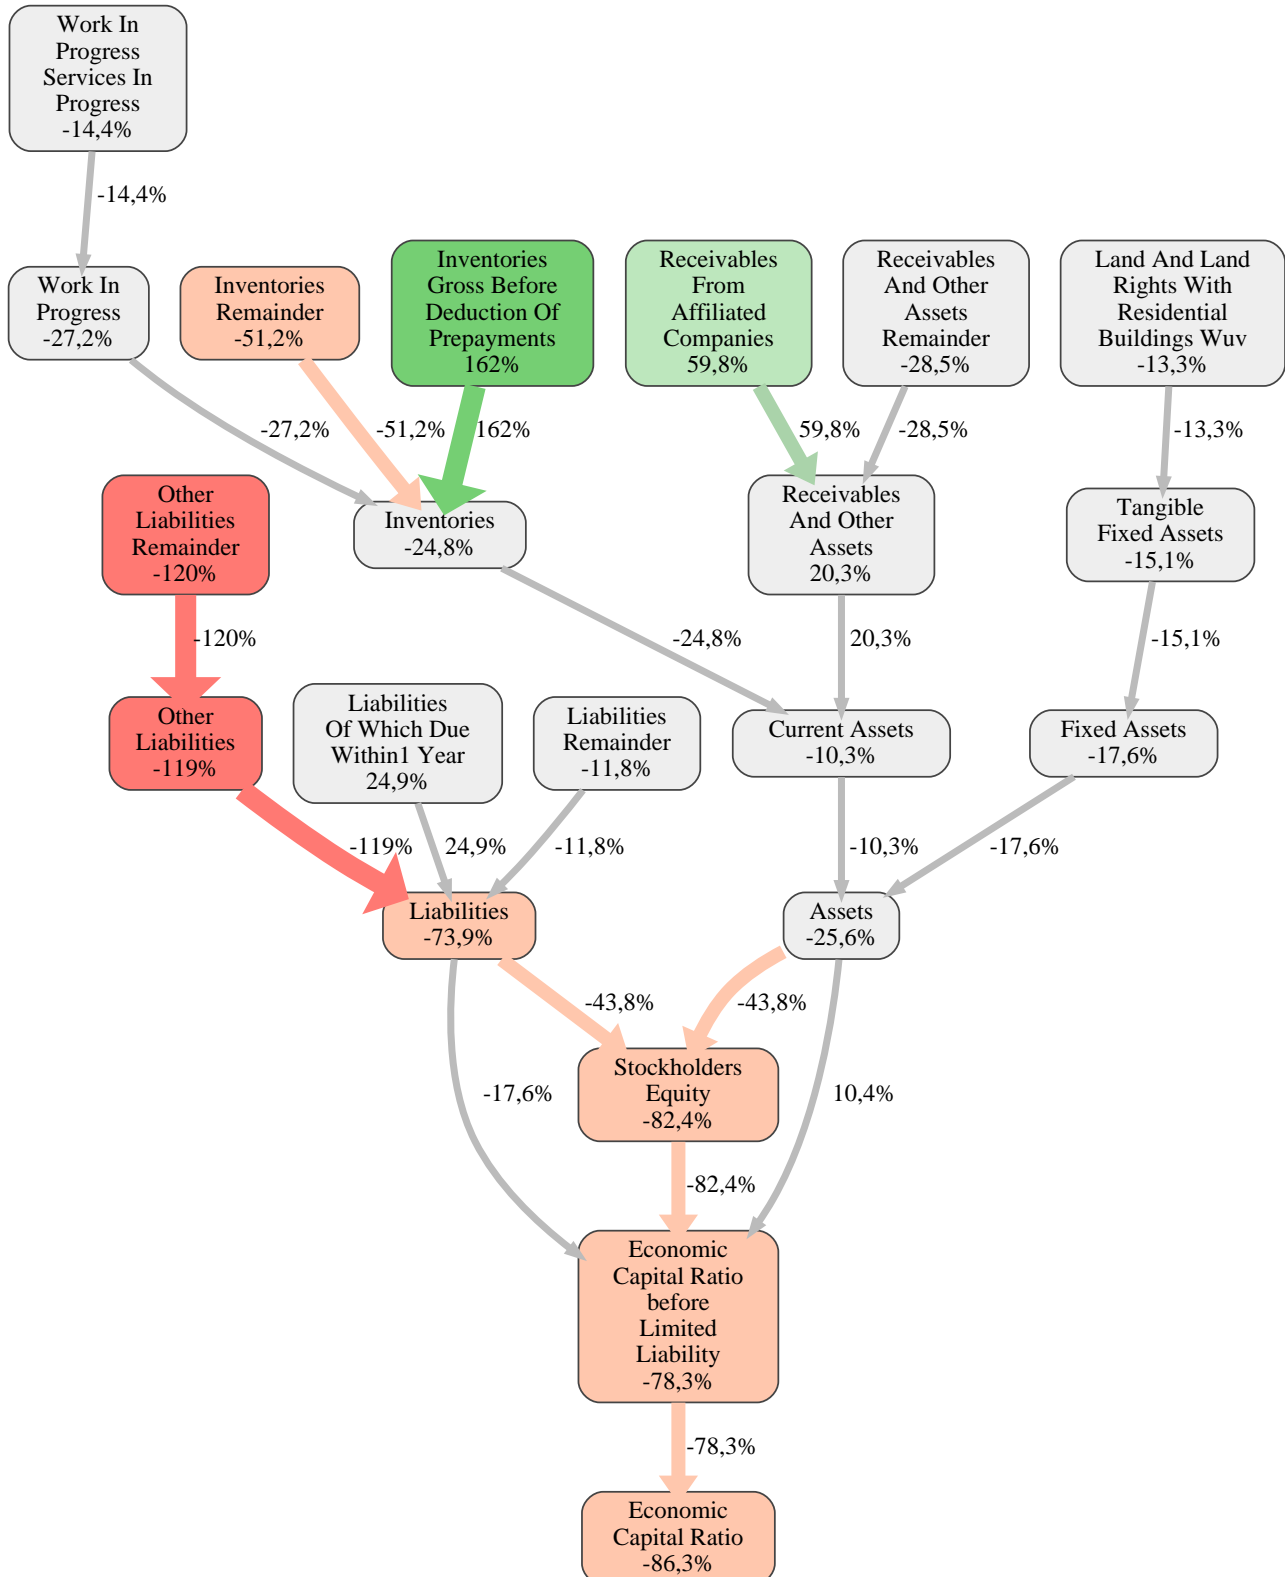 Work In
Progress
Services In
Progress
-14,4%
-14,4%
Work In
Progress
-27,2%
Inventories
Remainder
-51,2%
Inventories
Gross Before
Deduction Of
Prepayments
162%
Receivables
From
Affiliated
Companies
59,8%
Receivables
And Other
Assets
Remainder
-28,5%
Land And Land
Rights With
Residential
Buildings Wuv
-13,3%
-27,2%
-51,2%
162%
59,8%
-28,5%
-13,3%
Other
Liabilities
Remainder
-120%
Inventories
-24,8%
Receivables
And Other
Assets
20,3%
Tangible
Fixed Assets
-15,1%
-120%
-24,8%
20,3%
-15,1%
Other
Liabilities
-119%
Liabilities
Of Which Due
Within1 Year
24,9%
Liabilities
Remainder
-11,8%
Current Assets
-10,3%
Fixed Assets
-17,6%
-119%
24,9%
-11,8%
-10,3%
-17,6%
Liabilities
-73,9%
Assets
-25,6%
-43,8%
-43,8%
Stockholders
Equity
-82,4%
-17,6%
10,4%
-82,4%
Economic
Capital Ratio
before
Limited
Liability
-78,3%
-78,3%
Economic
Capital Ratio
-86,3%